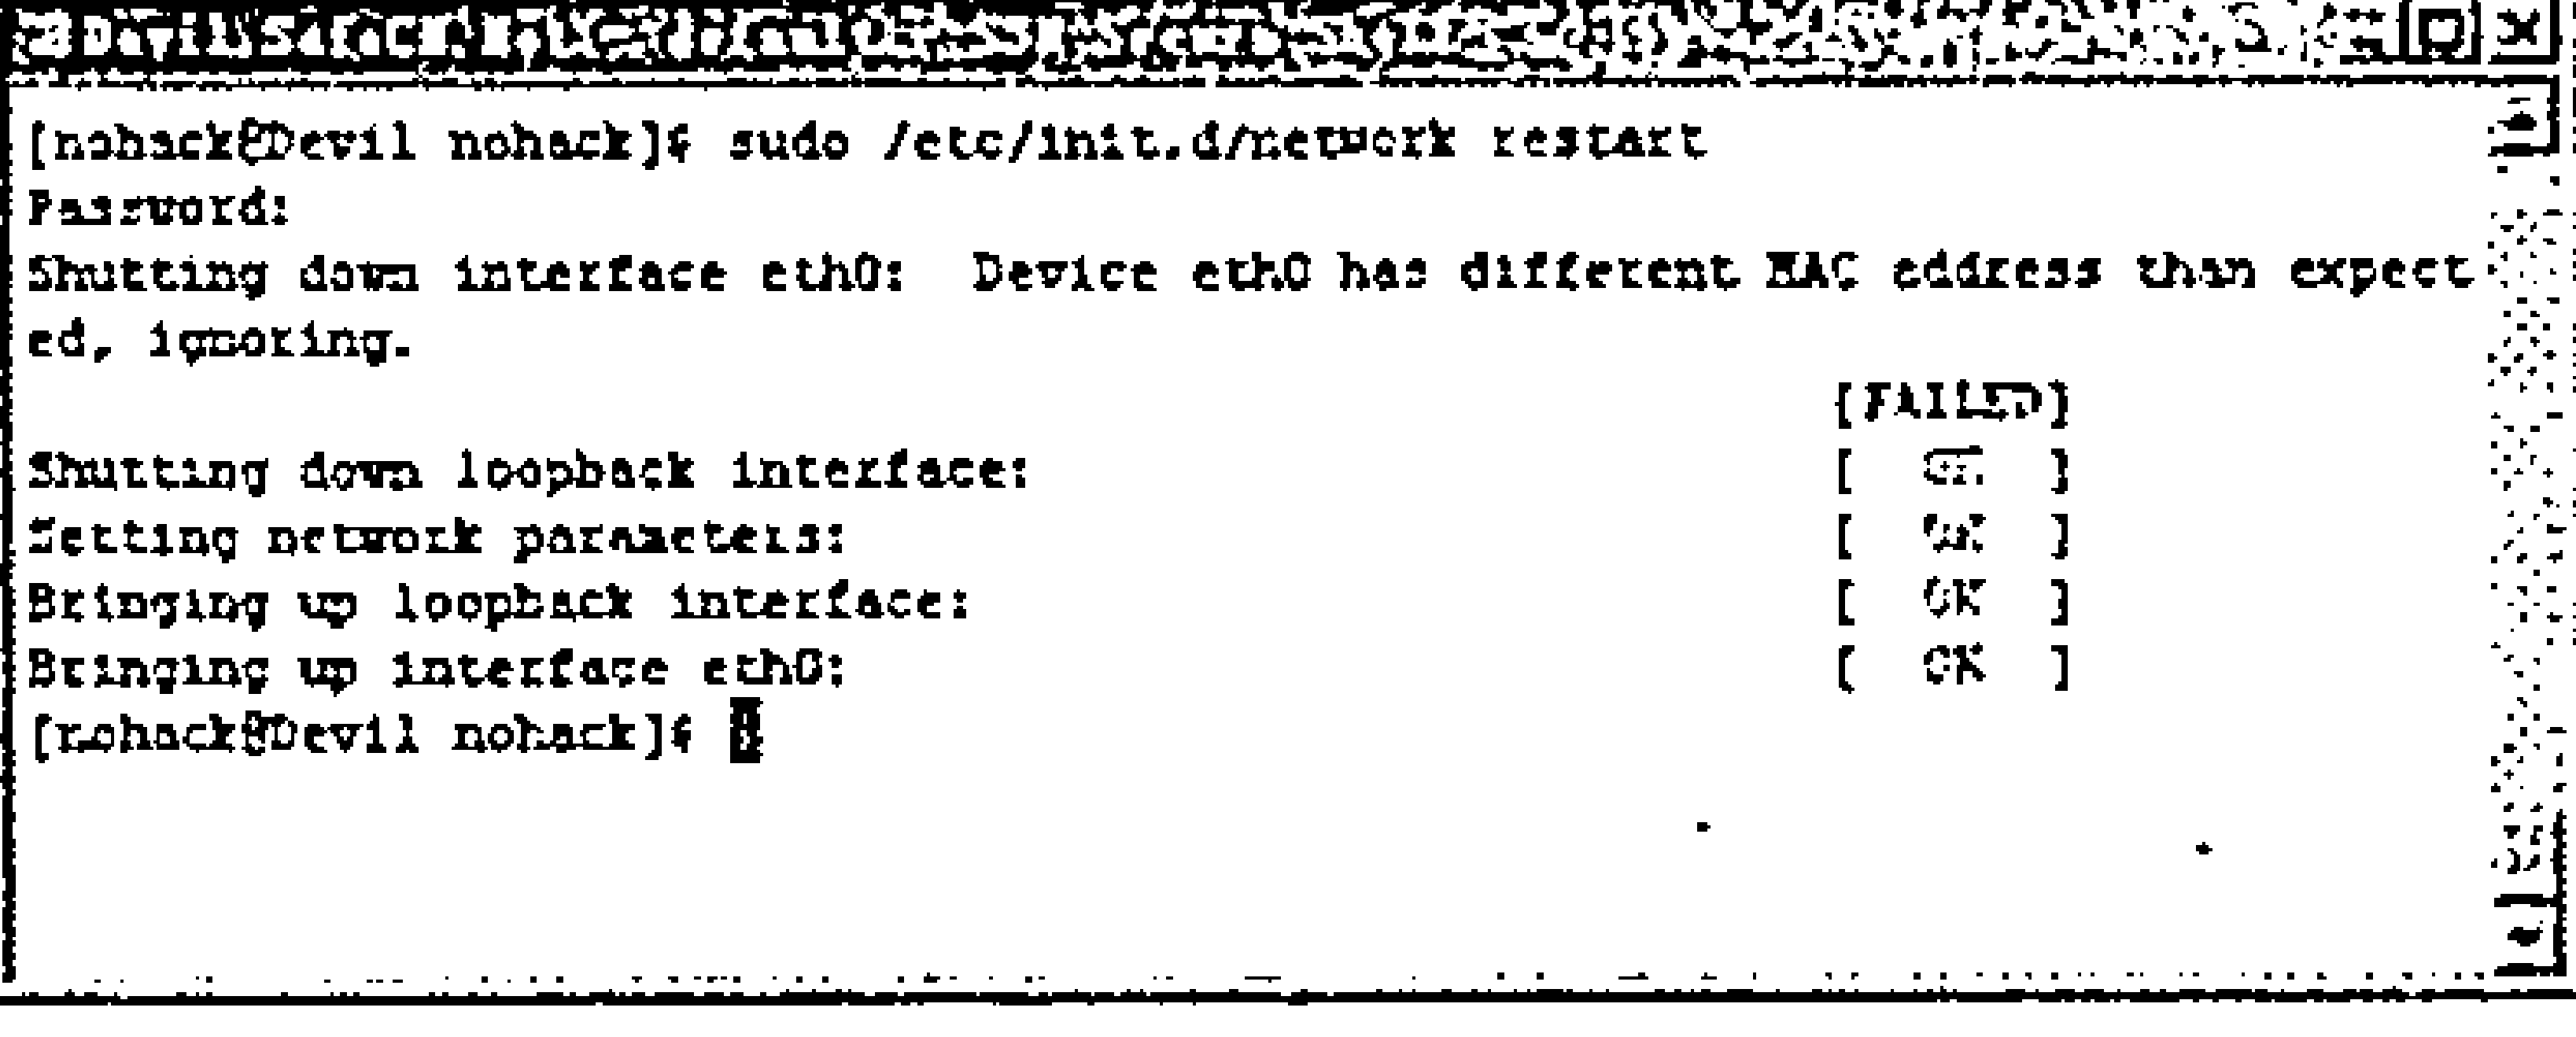 [nohack@Devil nohack]$ sudo /etc/init.d/network restart
Password:
Shutting down interface eth0:  Device eth0 has different MAC address than expect
ed, ignoring.
[FAILED]
Shutting down loopback interface: [  OK  ]
Setting network parameters: [  OK  ]
Bringing up loopback interface: [  OK  ]
Bringing up interface eth0: [  OK  ]
[nohack@Devil nohack]$